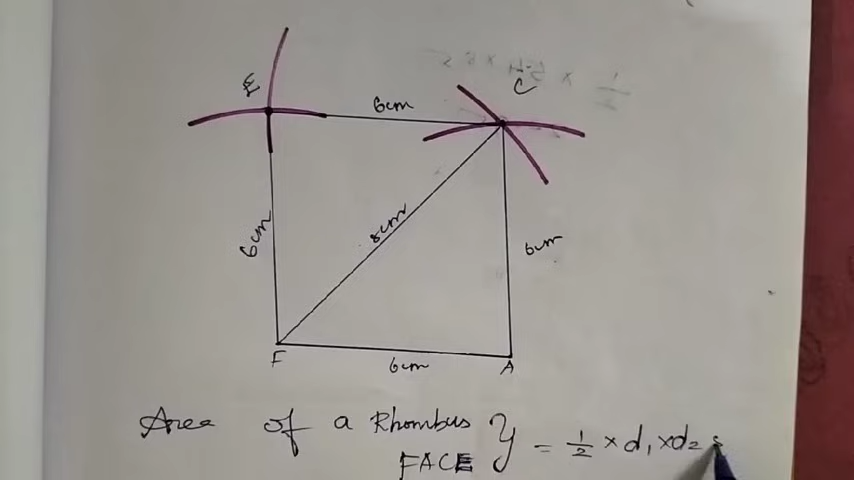 E
6cm
C
6cm
8cm
6cm
F
6cm
A
Area of a Rhombus } = 1/2 × d₁ × d₂
FACE